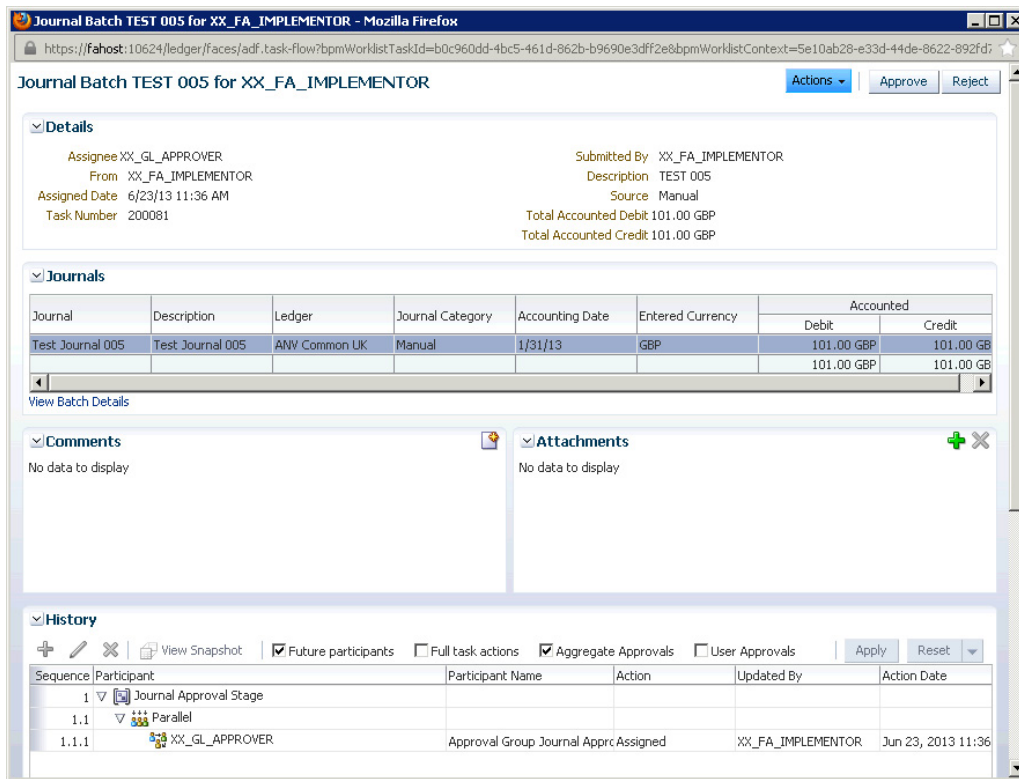 Journal Batch TEST 005 for XX_FA_IMPLEMENTOR - Mozilla Firefox
https://fahost:10624/ledger/faces/adf.task-flow?bpmWorklistTaskId=b0c960dd-4bc5-461d-862b-b9690e3dff2e&bpmWorklistContext=5e10ab28-e33d-44de-8622-892fd7
Journal Batch TEST 005 for XX_FA_IMPLEMENTOR
Actions Approve Reject
Details
Assignee XX_GL_APPROVER Submitted By XX_FA_IMPLEMENTOR
From XX_FA_IMPLEMENTOR Description TEST 005
Assigned Date 6/23/13 11:36 AM Source Manual
Task Number 200081 Total Accounted Debit 101.00 GBP
Total Accounted Credit 101.00 GBP
Journals
Journal Description Ledger Journal Category Accounting Date Entered Currency Accounted
Debit Credit
Test Journal 005 Test Journal 005 ANV Common UK Manual 1/31/13 GBP 101.00 GBP 101.00 GB
101.00 GBP 101.00 GB
View Batch Details
Comments Attachments
No data to display No data to display
History
View Snapshot Future participants Full task actions Aggregate Approvals User Approvals Apply Reset
Sequence Participant Participant Name Action Updated By Action Date
1 Journal Approval Stage
1.1 Parallel
1.1.1 XX_GL_APPROVER Approval Group Journal Appro Assigned XX_FA_IMPLEMENTOR Jun 23, 2013 11:36